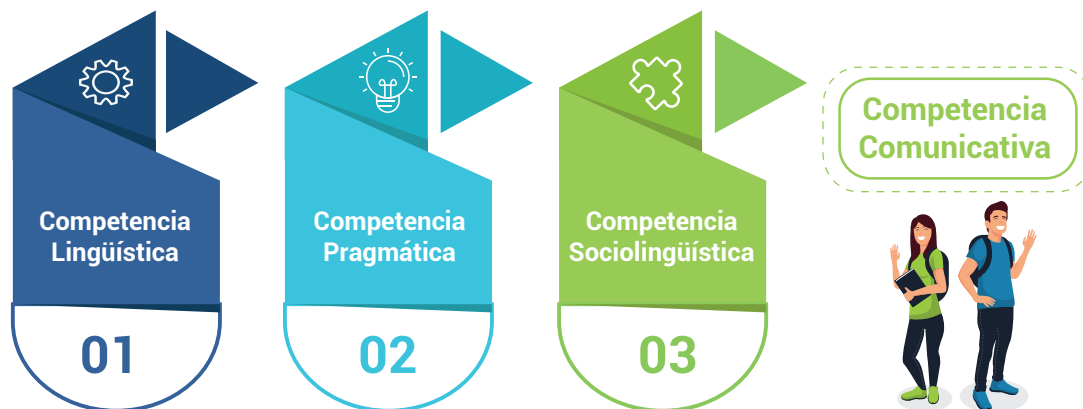 Competencia
Lingüística
01
Competencia
Pragmática
02
Competencia
Sociolingüística
03
Competencia
Comunicativa